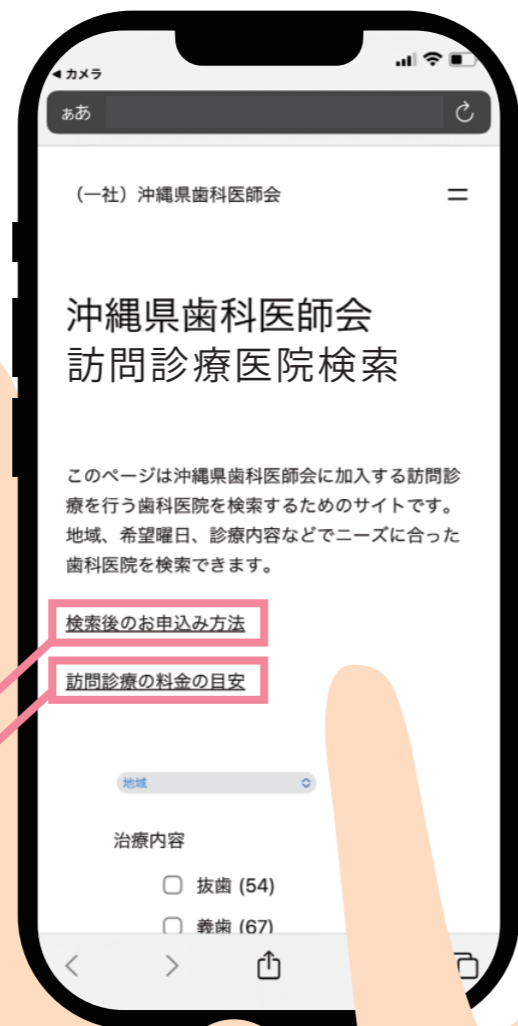 ◀ カメラ
ぁあ
（一社）沖縄県歯科医師会
沖縄県歯科医師会
訪問診療医院検索
このページは沖縄県歯科医師会に加入する訪問診
療を行う歯科医院を検索するためのサイトです。
地域、希望曜日、診療内容などでニーズに合った
歯科医院を検索できます。
検索後のお申込み方法
訪問診療の料金の目安
地域
治療内容
抜歯 (54)
義歯 (67)